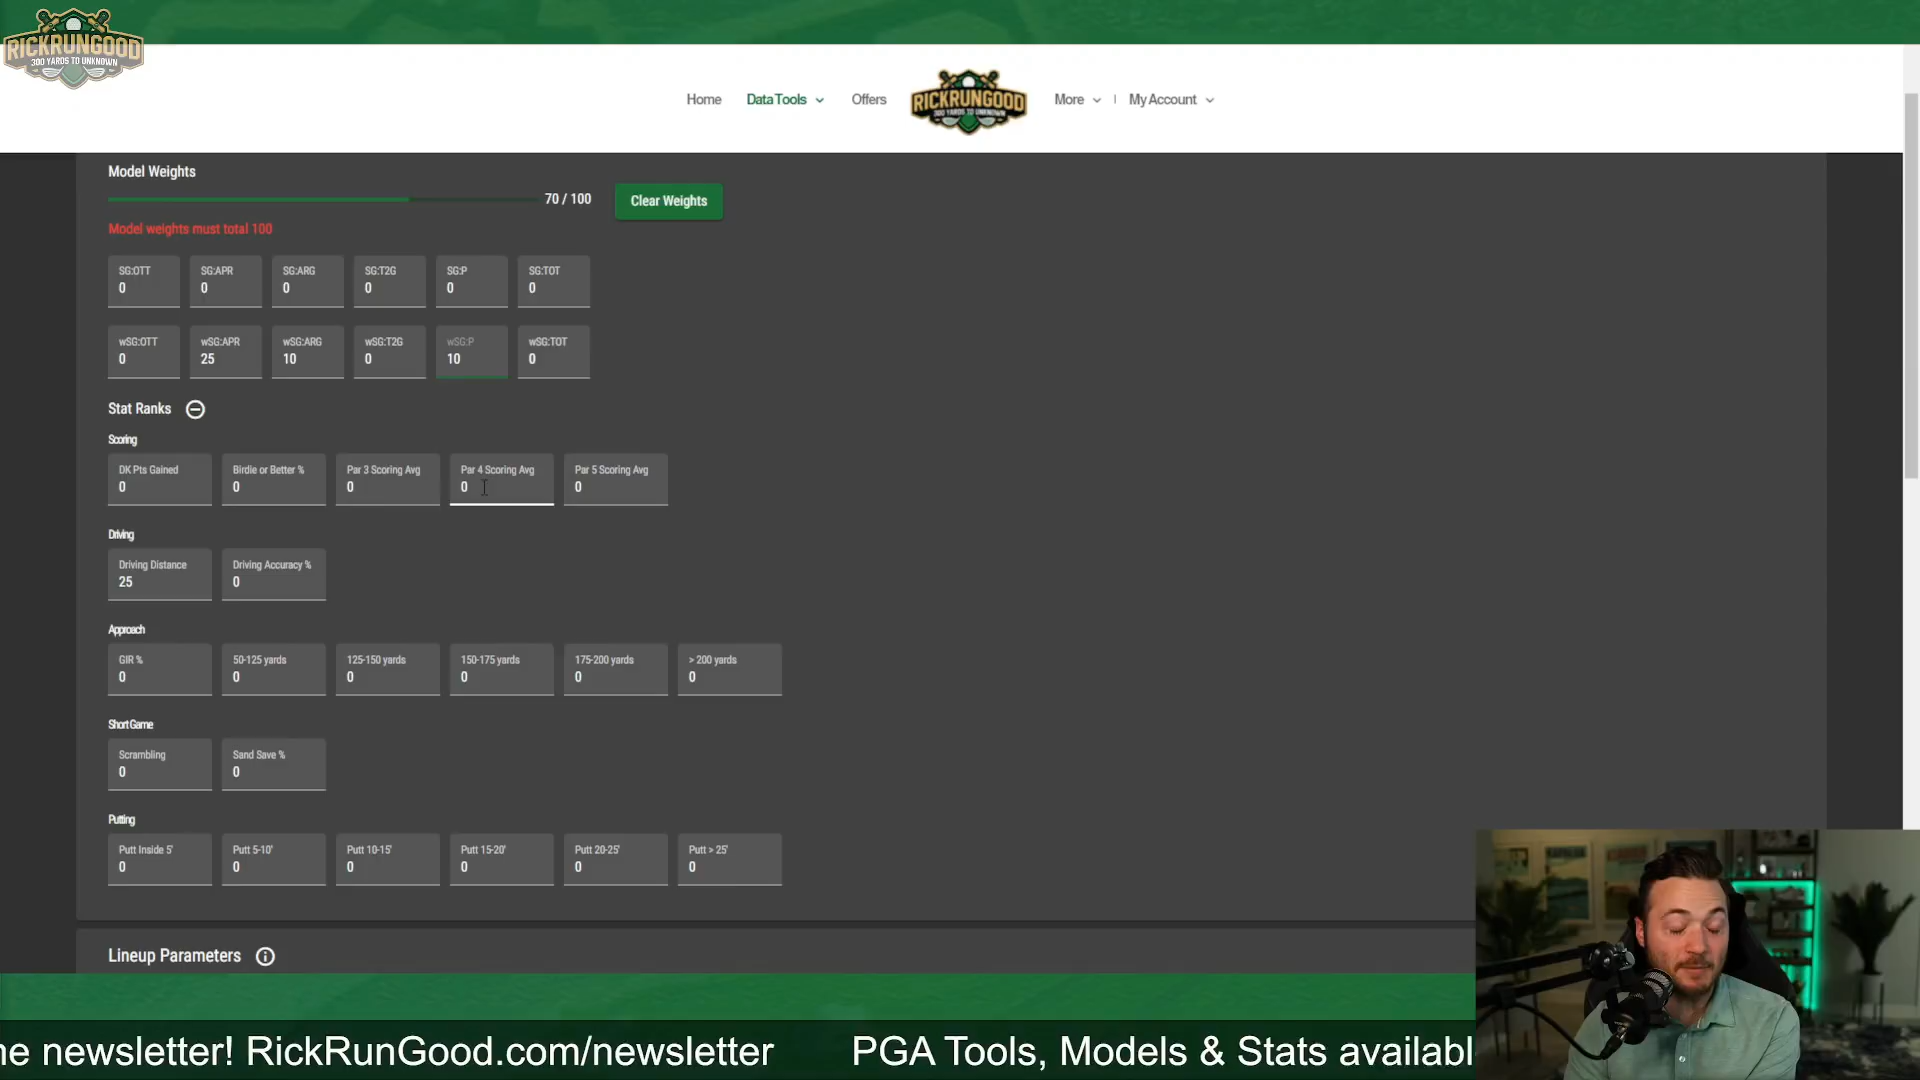 RICKRUNGOOD
300 YARDS TO UNKNOWN
Home
Data Tools
Offers
RICKRUNGOOD
300 YARDS TO UNKNOWN
More
My Account
Model Weights
70 / 100
Clear Weights
Model weights must total 100
SG:OTT SG:APR SG:ARG SG:T2G SG:P SG:TOT
0 0 0 0 0 0
wSG:OTT wSG:APR wSG:ARG wSG:T2G wSG:P wSG:TOT
0 25 10 0 10 0
Stat Ranks
Scoring
DK Pts Gained Birdie or Better % Par 3 Scoring Avg Par 4 Scoring Avg Par 5 Scoring Avg
0 0 0 0 0
Driving
Driving Distance Driving Accuracy %
25 0
Approach
GIR % 50-125 yards 125-150 yards 150-175 yards 175-200 yards > 200 yards
0 0 0 0 0 0
Short Game
Scrambling Sand Save %
0 0
Putting
Putt Inside 5' Putt 5-10' Putt 10-15' Putt 15-20' Putt 20-25' Putt > 25'
0 0 0 0 0 0
Lineup Parameters
he newsletter! RickRunGood.com/newsletter PGA Tools, Models & Stats availabl